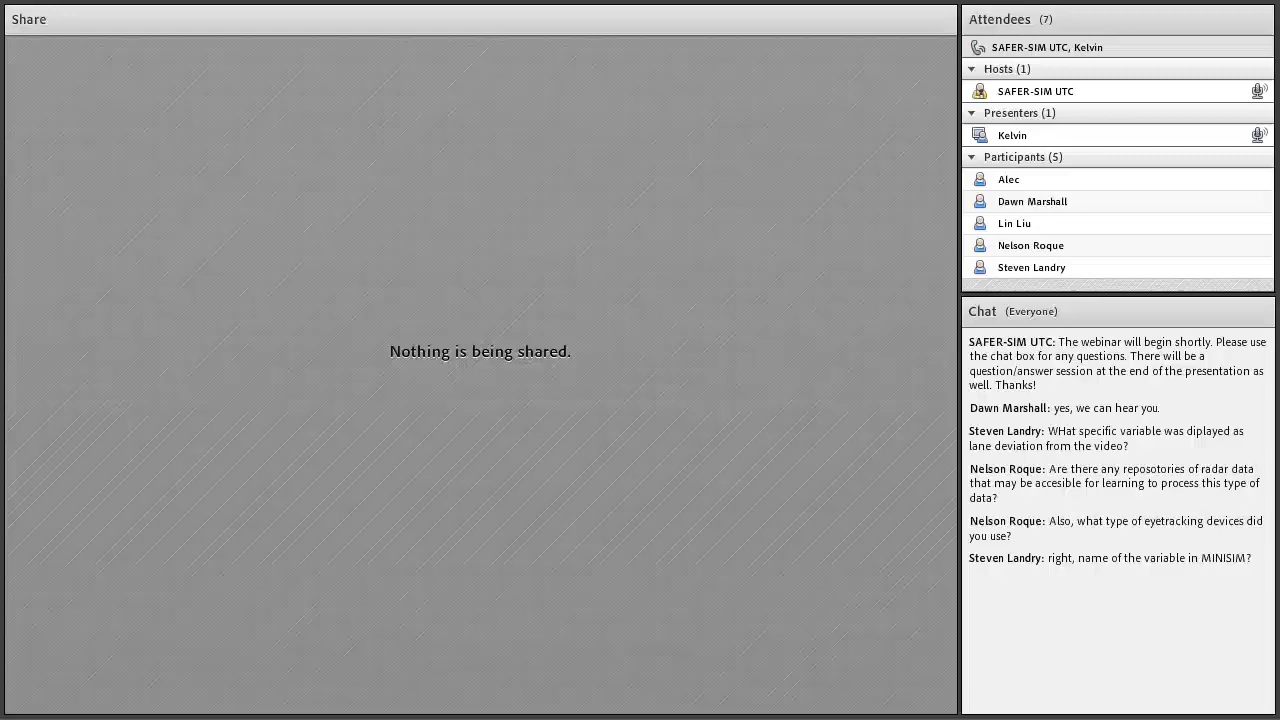 Share
Nothing is being shared.
Attendees (7)
SAFER-SIM UTC, Kelvin
Hosts (1)
SAFER-SIM UTC
Presenters (1)
Kelvin
Participants (5)
Alec
Dawn Marshall
Lin Liu
Nelson Roque
Steven Landry
Chat (Everyone)
SAFER-SIM UTC: The webinar will begin shortly. Please use
the chat box for any questions. There will be a
question/answer session at the end of the presentation as
well. Thanks!
Dawn Marshall: yes, we can hear you.
Steven Landry: WHat specific variable was diplayed as
lane deviation from the video?
Nelson Roque: Are there any reposotories of radar data
that may be accesible for learning to process this type of
data?
Nelson Roque: Also, what type of eyetracking devices did
you use?
Steven Landry: right, name of the variable in MINISIM?